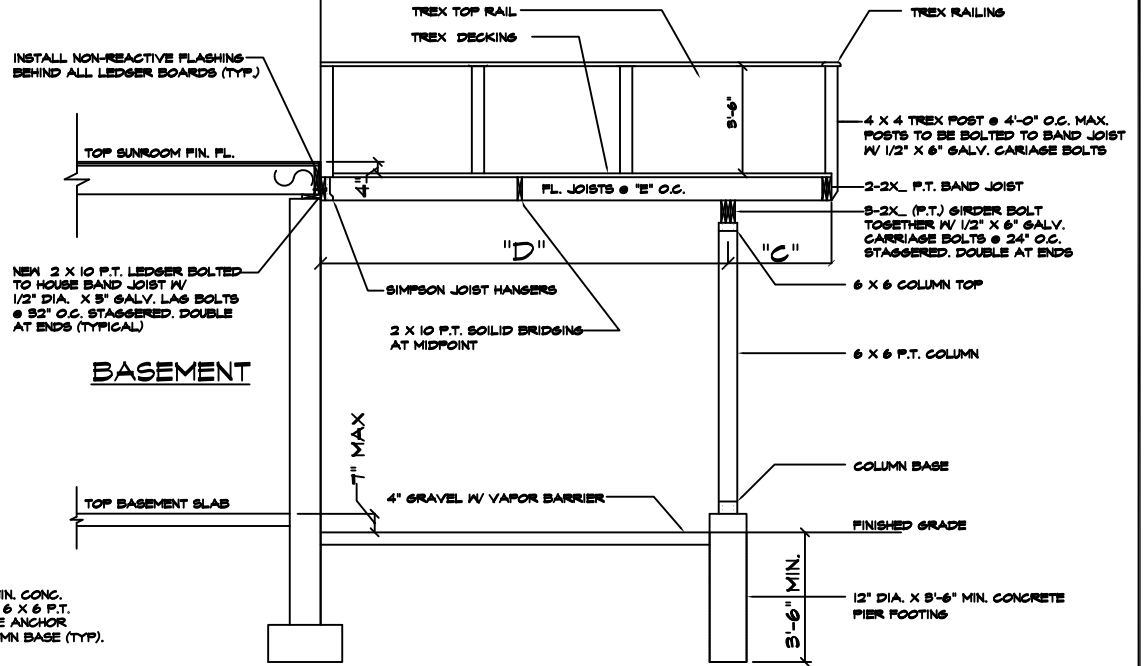 TREX TOP RAIL
TREX DECKING
TREX RAILING
INSTALL NON-REACTIVE FLASHING
BEHIND ALL LEDGER BOARDS (TYP.)
3'-6"
4 X 4 TREX POST @ 4'-0" O.C. MAX.
POSTS TO BE BOLTED TO BAND JOIST
W/ 1/2" X 6" GALV. CARIAGE BOLTS
TOP SUNROOM FIN. FL.
4"
FL. JOISTS @ "E" O.C.
2-2X_ P.T. BAND JOIST
3-2X_ (P.T.) GIRDER BOLT
TOGETHER W/ 1/2" X 6" GALV.
CARRIAGE BOLTS @ 24" O.C.
STAGGERED. DOUBLE AT ENDS
"D"
"C"
NEW 2 X 10 P.T. LEDGER BOLTED
TO HOUSE BAND JOIST W/
1/2" DIA. X 5" GALV. LAG BOLTS
@ 32" O.C. STAGGERED. DOUBLE
AT ENDS (TYPICAL)
SIMPSON JOIST HANGERS
6 X 6 COLUMN TOP
2 X 10 P.T. SOILID BRIDGING
AT MIDPOINT
6 X 6 P.T. COLUMN
BASEMENT
7" MAX
COLUMN BASE
TOP BASEMENT SLAB
4" GRAVEL W/ VAPOR BARRIER
FINISHED GRADE
3'-6" MIN.
12" DIA. X 3'-6" MIN. CONCRETE
PIER FOOTING
IN. CONC.
6 X 6 P.T.
E ANCHOR
MN BASE (TYP).